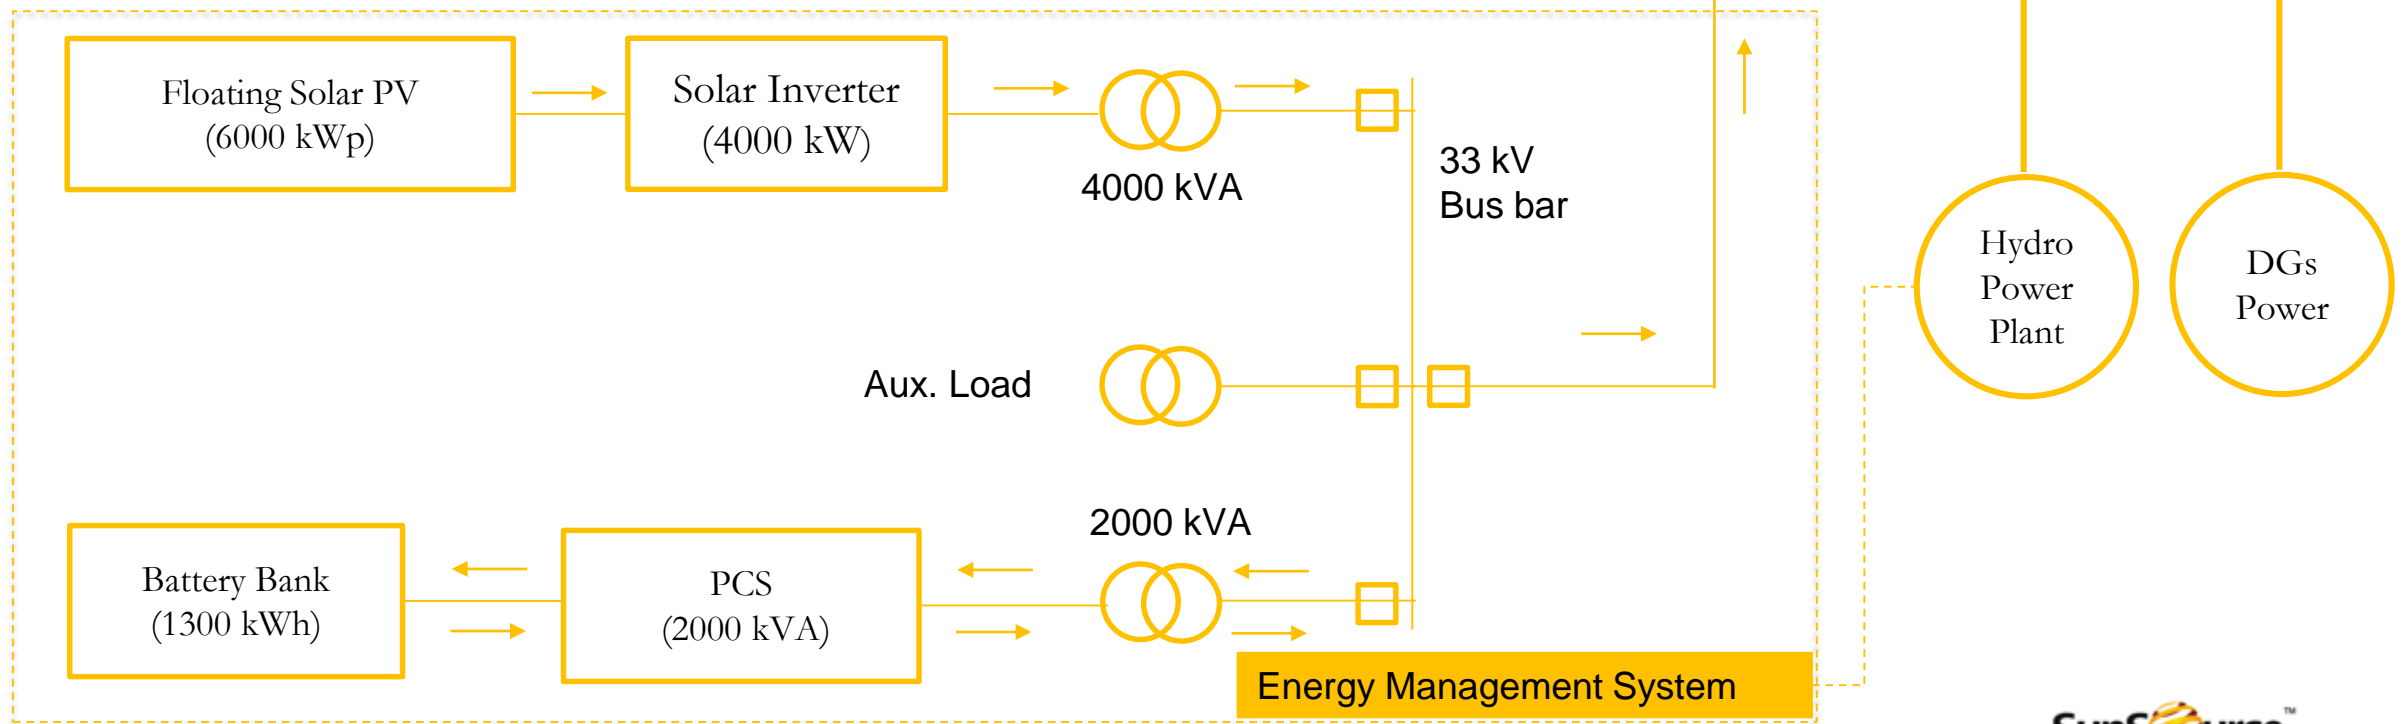 Floating Solar PV
(6000 kWp)
Solar Inverter
(4000 kW)
4000 kVA
33 kV
Bus bar
Hydro
Power
Plant
DGs
Power
Aux. Load
2000 kVA
Battery Bank
(1300 kWh)
PCS
(2000 kVA)
Energy Management System
SunSource™